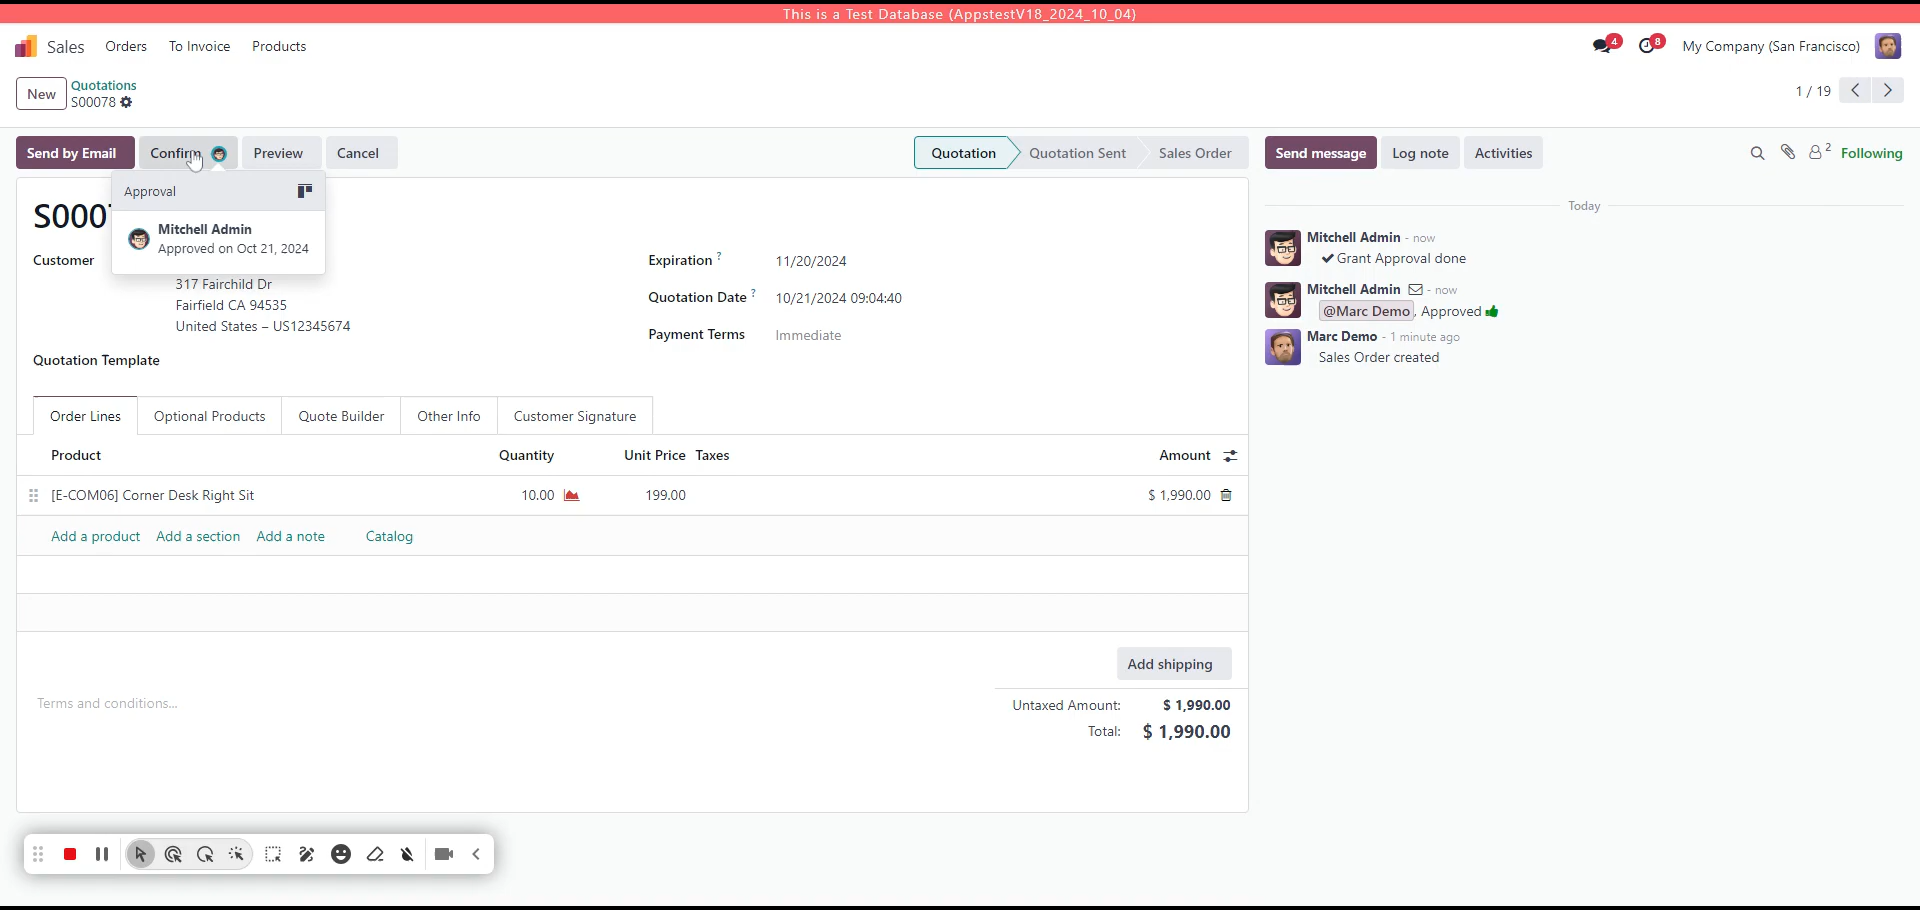 This is a Test Database (AppstestV18_2024_10_04)
Sales Orders To Invoice Products 4 8 My Company (San Francisco)
New Quotations
S00078 1 / 19
Send by Email Confirm Preview Cancel Quotation Quotation Sent Sales Order Send message Log note Activities 2 Following
Approval
Mitchell Admin
Approved on Oct 21, 2024
Customer
317 Fairchild Dr
Fairfield CA 94535
United States – US12345674
Quotation Template
Expiration ? 11/20/2024
Quotation Date ? 10/21/2024 09:04:40
Payment Terms Immediate
Order Lines Optional Products Quote Builder Other Info Customer Signature
Product Quantity Unit Price Taxes Amount
[E-COM06] Corner Desk Right Sit 10.00 199.00 $ 1,990.00
Add a product Add a section Add a note Catalog
Add shipping
Terms and conditions...
Untaxed Amount: $ 1,990.00
Total: $ 1,990.00
Today
Mitchell Admin - now
Grant Approval done
Mitchell Admin - now
@Marc Demo, Approved
Marc Demo - 1 minute ago
Sales Order created